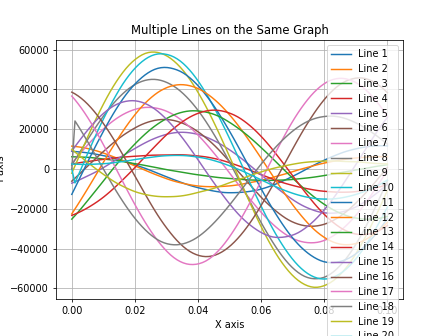 Multiple Lines on the Same Graph
60000
40000
20000
0
−20000
−40000
−60000
0.00
0.02
0.04
0.06
0.08
X axis
Line 1
Line 2
Line 3
Line 4
Line 5
Line 6
Line 7
Line 8
Line 9
Line 10
Line 11
Line 12
Line 13
Line 14
Line 15
Line 16
Line 17
Line 18
Line 19
Line 20